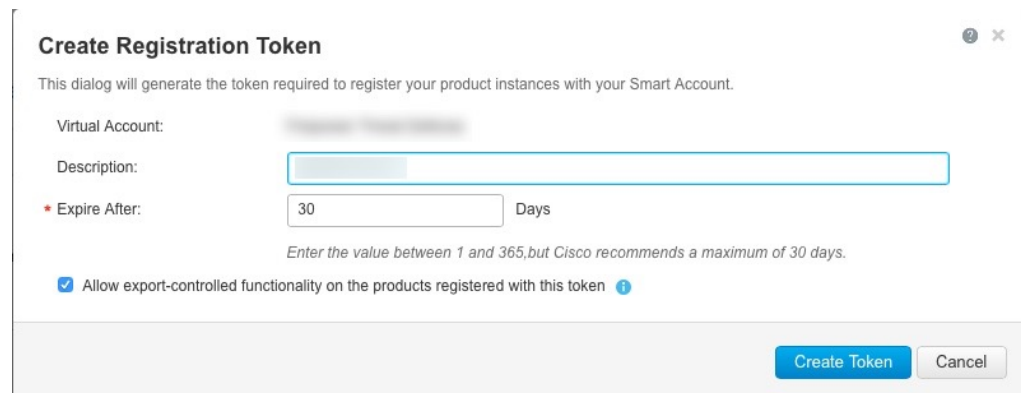 Create Registration Token
This dialog will generate the token required to register your product instances with your Smart Account.
Virtual Account:
Description:
* Expire After: 30 Days
Enter the value between 1 and 365,but Cisco recommends a maximum of 30 days.
Allow export-controlled functionality on the products registered with this token
Create Token Cancel